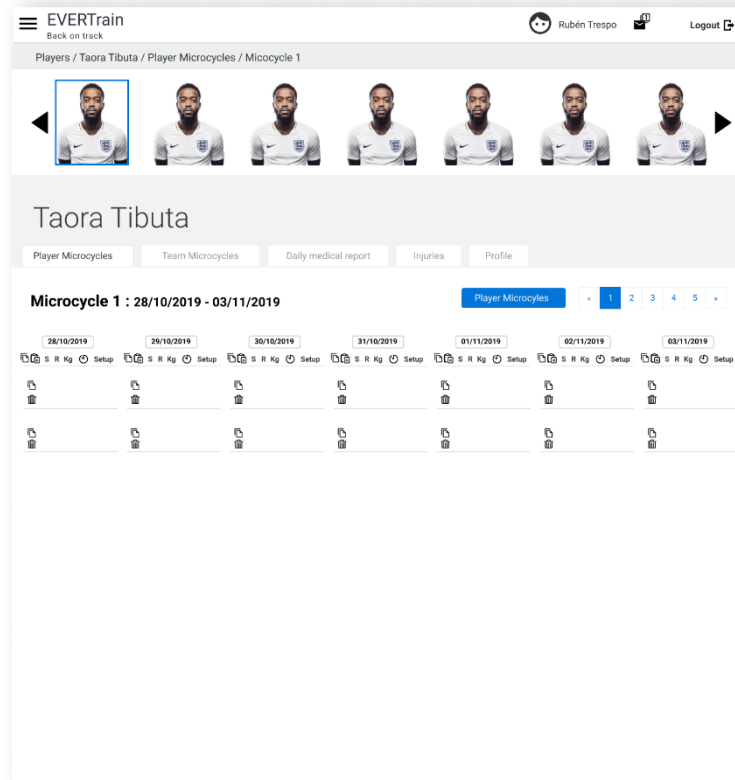 EVERTrain
Back on track
Rubén Trespo
1
Logout
Players / Taora Tibuta / Player Microcycles / Micocycle 1
Taora Tibuta
Player Microcycles Team Microcycles Daily medical report Injuries Profile
Microcycle 1 : 28/10/2019 - 03/11/2019
Player Microcyles
« 1 2 3 4 5 »
28/10/2019 29/10/2019 30/10/2019 31/10/2019 01/11/2019 02/11/2019 03/11/2019
S R Kg Setup S R Kg Setup S R Kg Setup S R Kg Setup S R Kg Setup S R Kg Setup S R Kg Setup